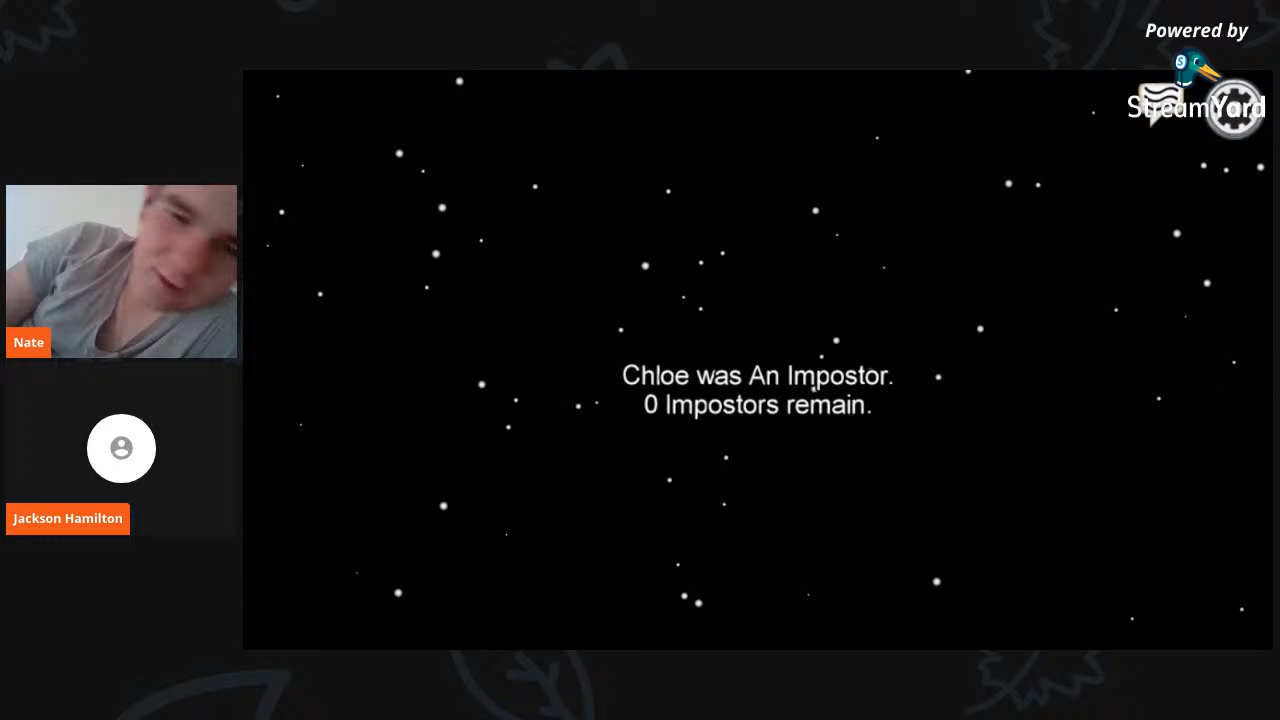 Powered by
StreamYard
Nate
Chloe was An Impostor.
0 Impostors remain.
Jackson Hamilton